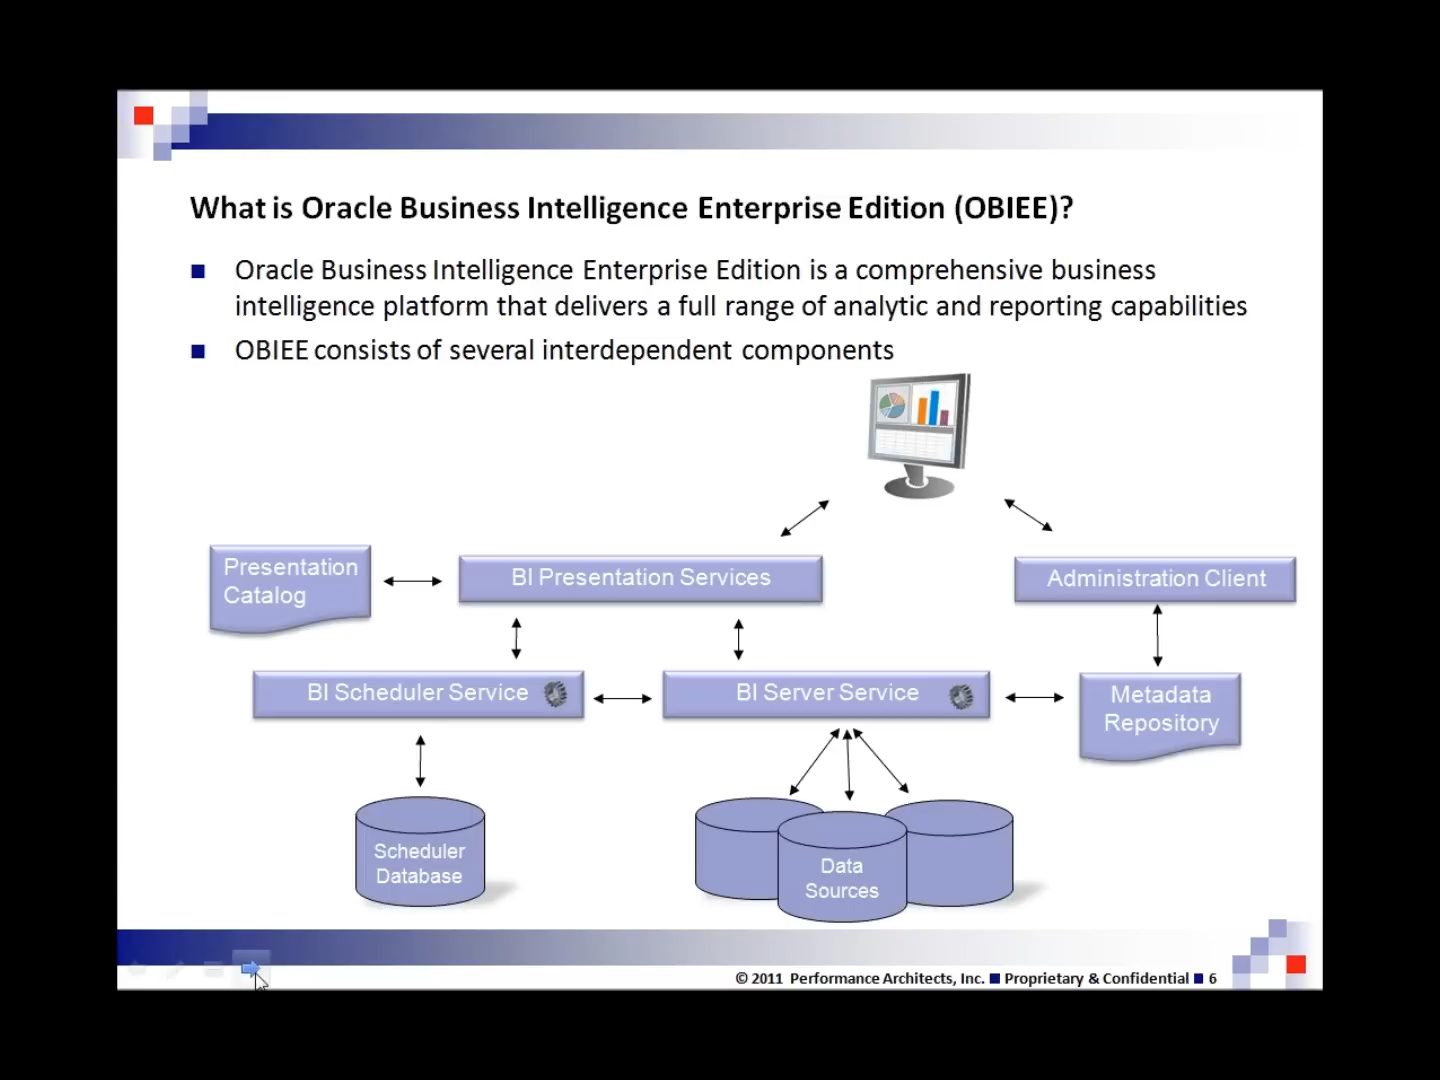 What is Oracle Business Intelligence Enterprise Edition (OBIEE)?
Oracle Business Intelligence Enterprise Edition is a comprehensive business
intelligence platform that delivers a full range of analytic and reporting capabilities
OBIEE consists of several interdependent components
Presentation
Catalog
BI Presentation Services
Administration Client
BI Scheduler Service
BI Server Service
Metadata
Repository
Scheduler
Database
Data
Sources
© 2011 Performance Architects, Inc. ■ Proprietary & Confidential ■ 6